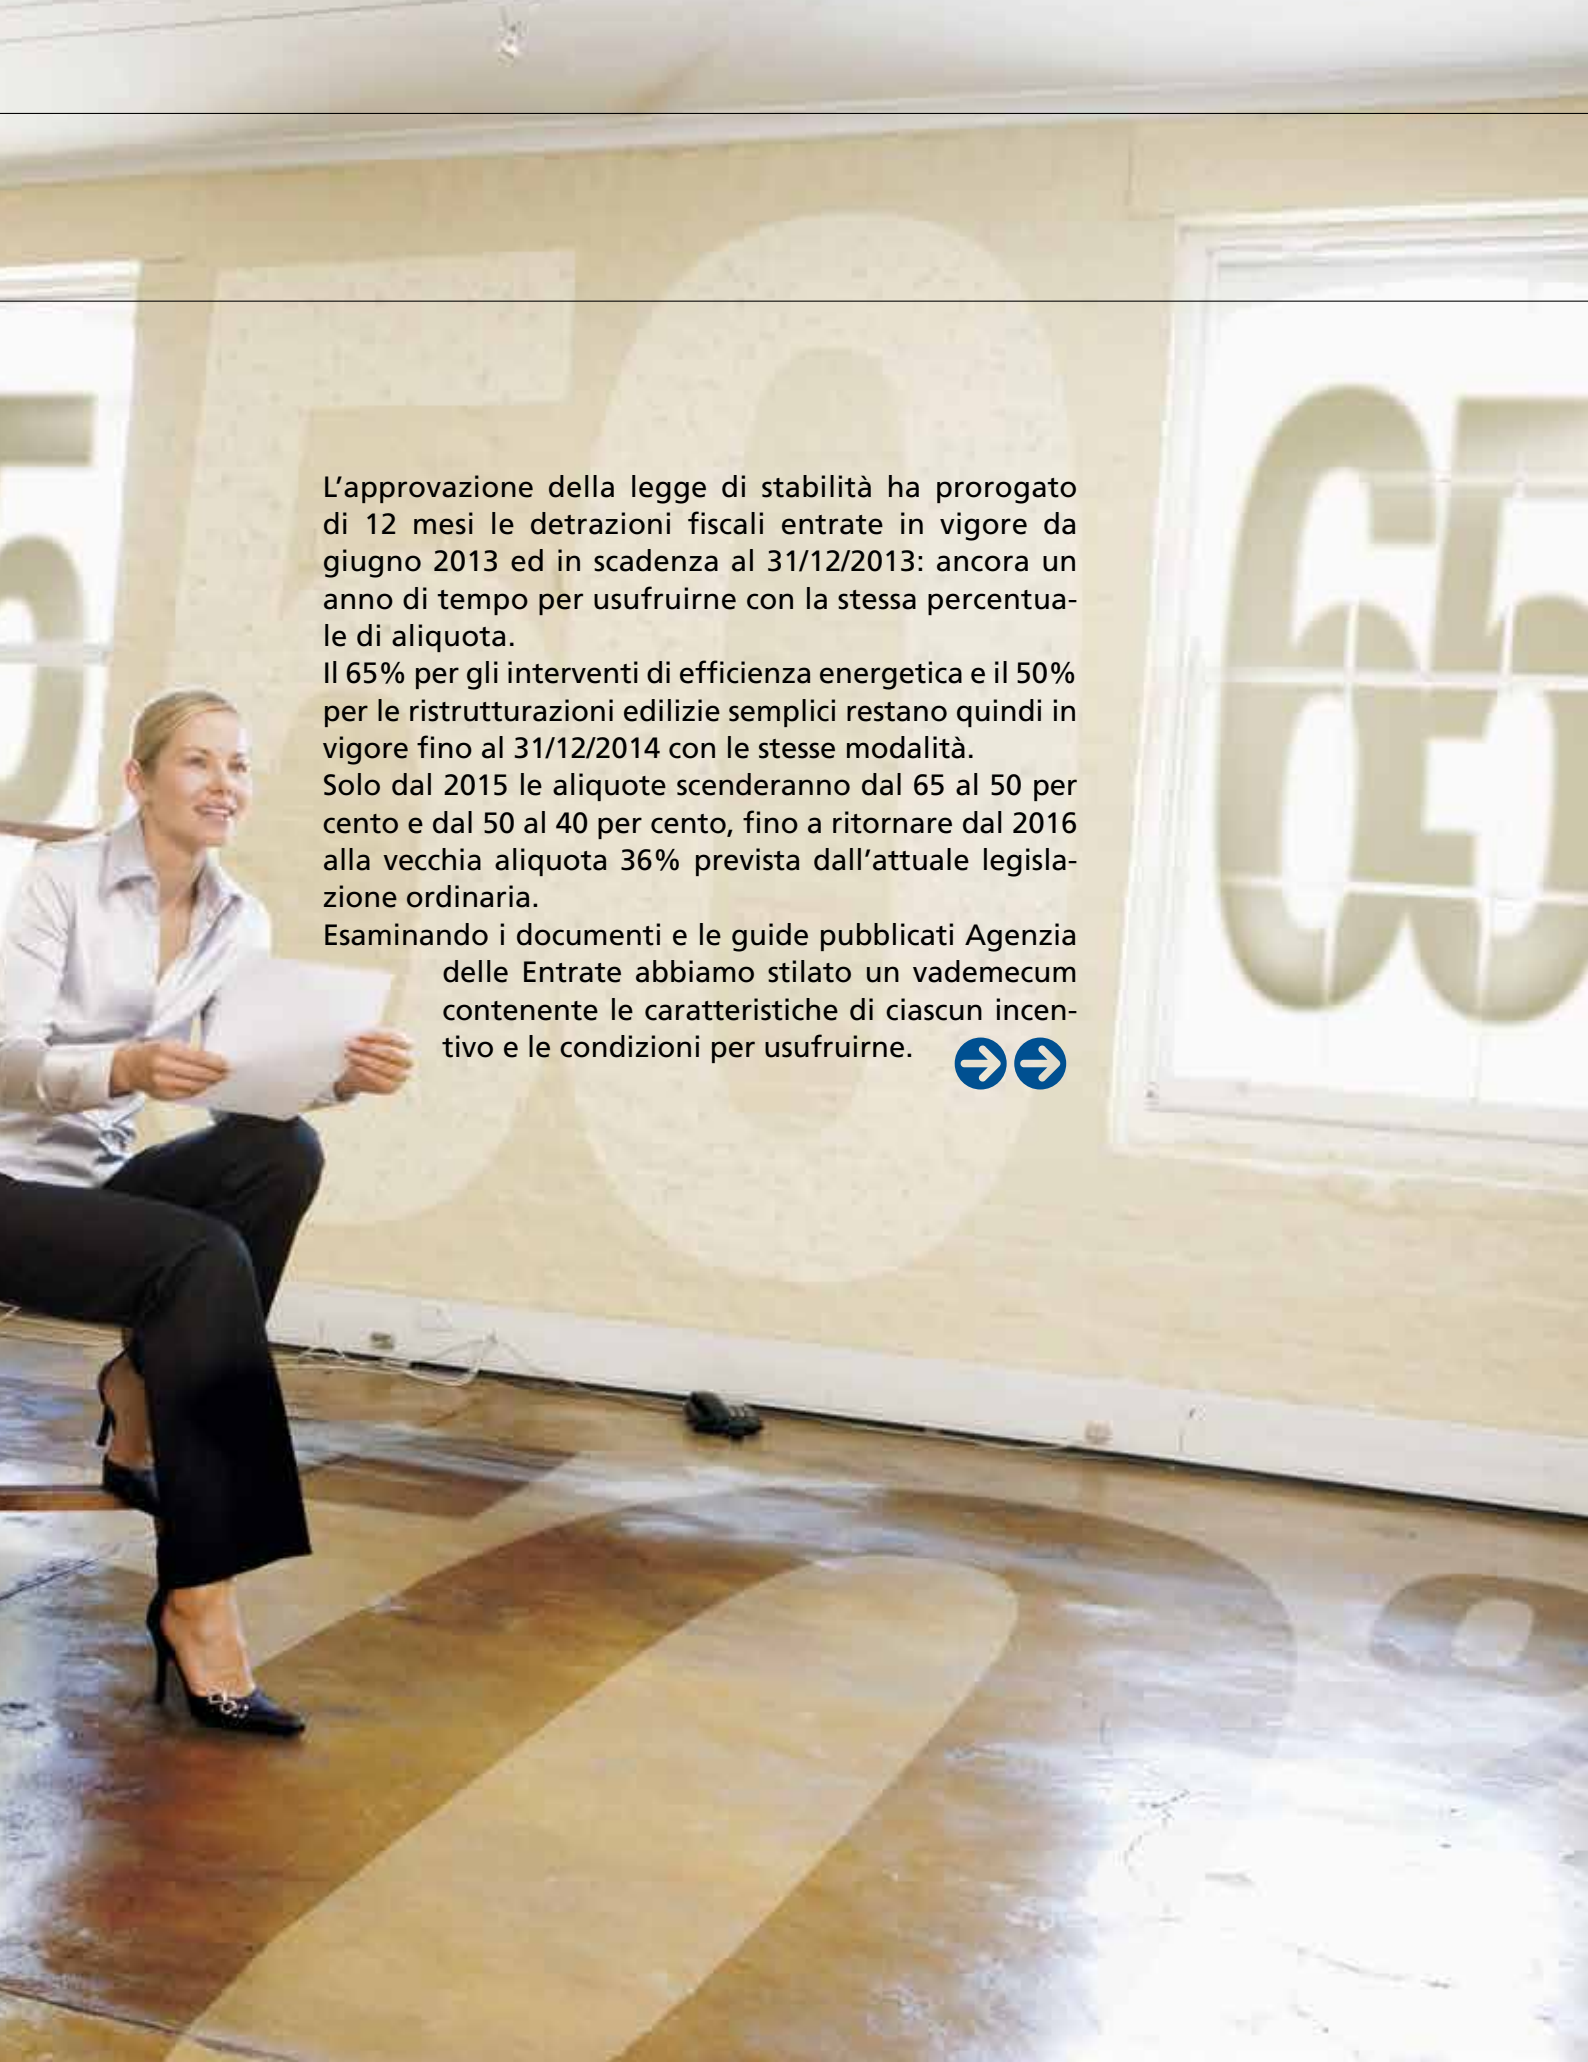 5
50
65
L'approvazione della legge di stabilità ha prorogato
di 12 mesi le detrazioni fiscali entrate in vigore da
giugno 2013 ed in scadenza al 31/12/2013: ancora un
anno di tempo per usufruirne con la stessa percentua-
le di aliquota.
Il 65% per gli interventi di efficienza energetica e il 50%
per le ristrutturazioni edilizie semplici restano quindi in
vigore fino al 31/12/2014 con le stesse modalità.
Solo dal 2015 le aliquote scenderanno dal 65 al 50 per
cento e dal 50 al 40 per cento, fino a ritornare dal 2016
alla vecchia aliquota 36% prevista dall'attuale legisla-
zione ordinaria.
Esaminando i documenti e le guide pubblicati Agenzia
delle Entrate abbiamo stilato un vademecum
contenente le caratteristiche di ciascun incen-
tivo e le condizioni per usufruirne.